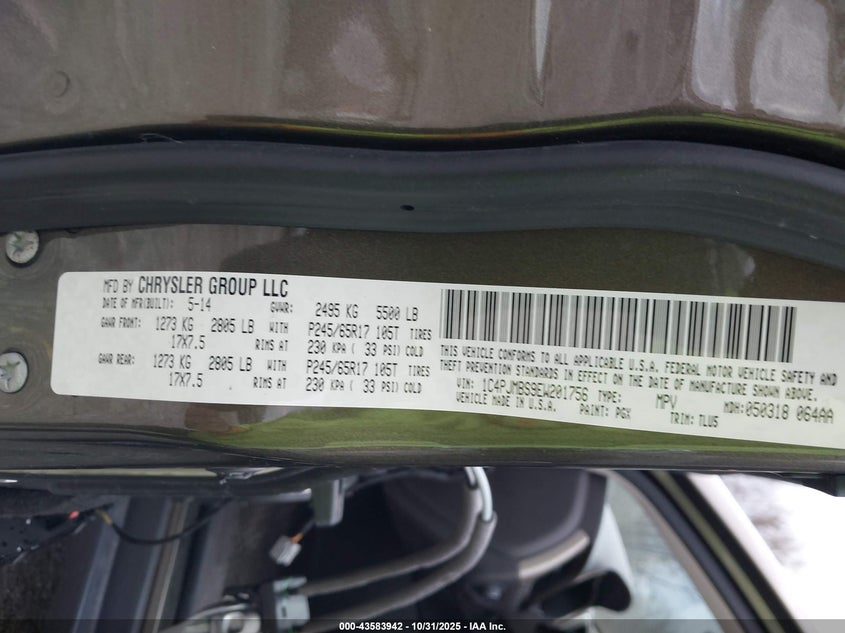 MFD BY CHRYSLER GROUP LLC
DATE OF MFR(BUILT): 5-14 GVWR: 2495 KG 5500 LB
GAWR FRONT: 1273 KG 2805 LB WITH P245/65R17 105T TIRES
17X7.5 RIMS AT 230 KPA ( 33 PSI) COLD
GAWR REAR: 1273 KG 2805 LB WITH P245/65R17 105T TIRES
17X7.5 RIMS AT 230 KPA ( 33 PSI) COLD
THIS VEHICLE CONFORMS TO ALL APPLICABLE U.S.A. FEDERAL MOTOR VEHICLE SAFETY AND
THEFT PREVENTION STANDARDS IN EFFECT ON THE DATE OF MANUFACTURE SHOWN ABOVE.
VIN: 1C4PJMBS9EW201756 TYPE: MPV MDH: 050318 064AA
VEHICLE MADE IN U.S.A. PAINT: PGX TRIM: TLU5
000-43583942 - 10/31/2025 - IAA Inc.